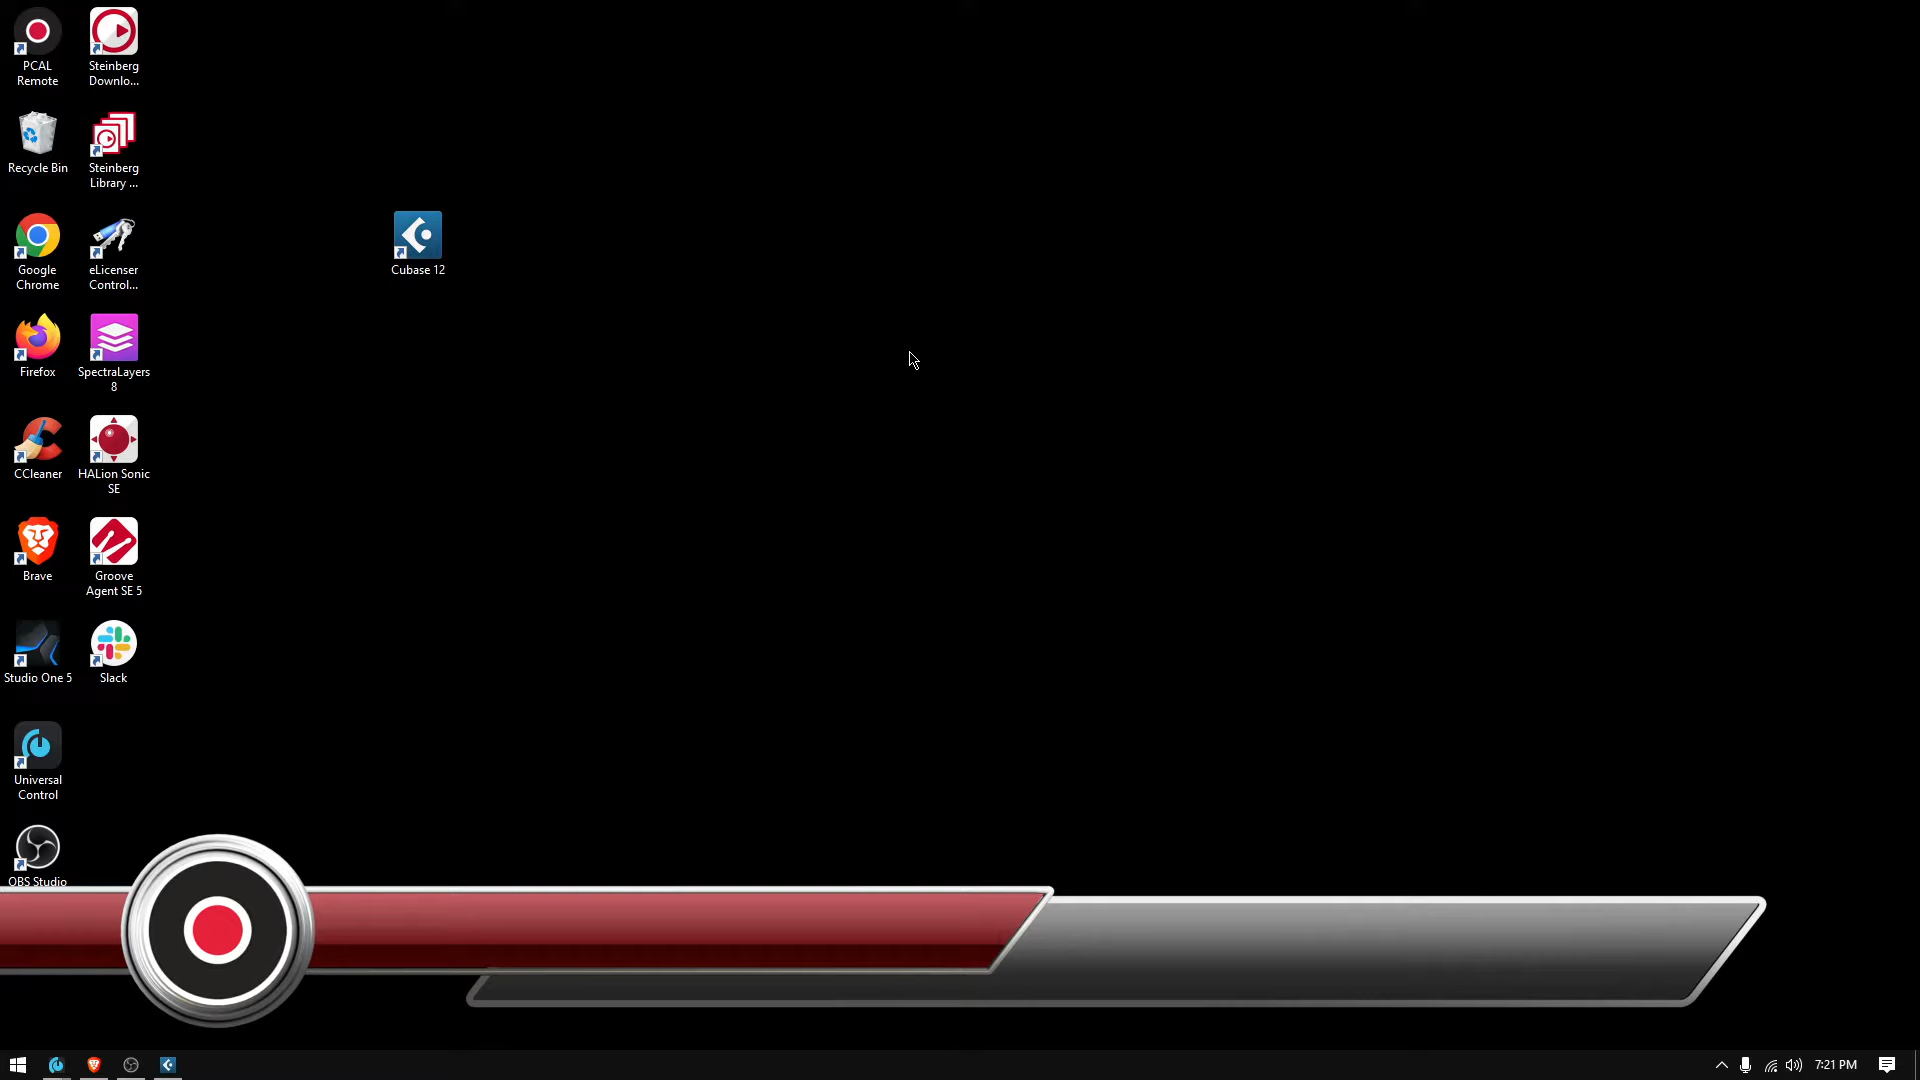 PCAL
Remote
Steinberg
Downlo...
Recycle Bin
Steinberg
Library ...
Google
Chrome
eLicenser
Control...
Cubase 12
Firefox
SpectraLayers
8
CCleaner
HALion Sonic
SE
Brave
Groove
Agent SE 5
Studio One 5
Slack
Universal
Control
OBS Studio
7:21 PM